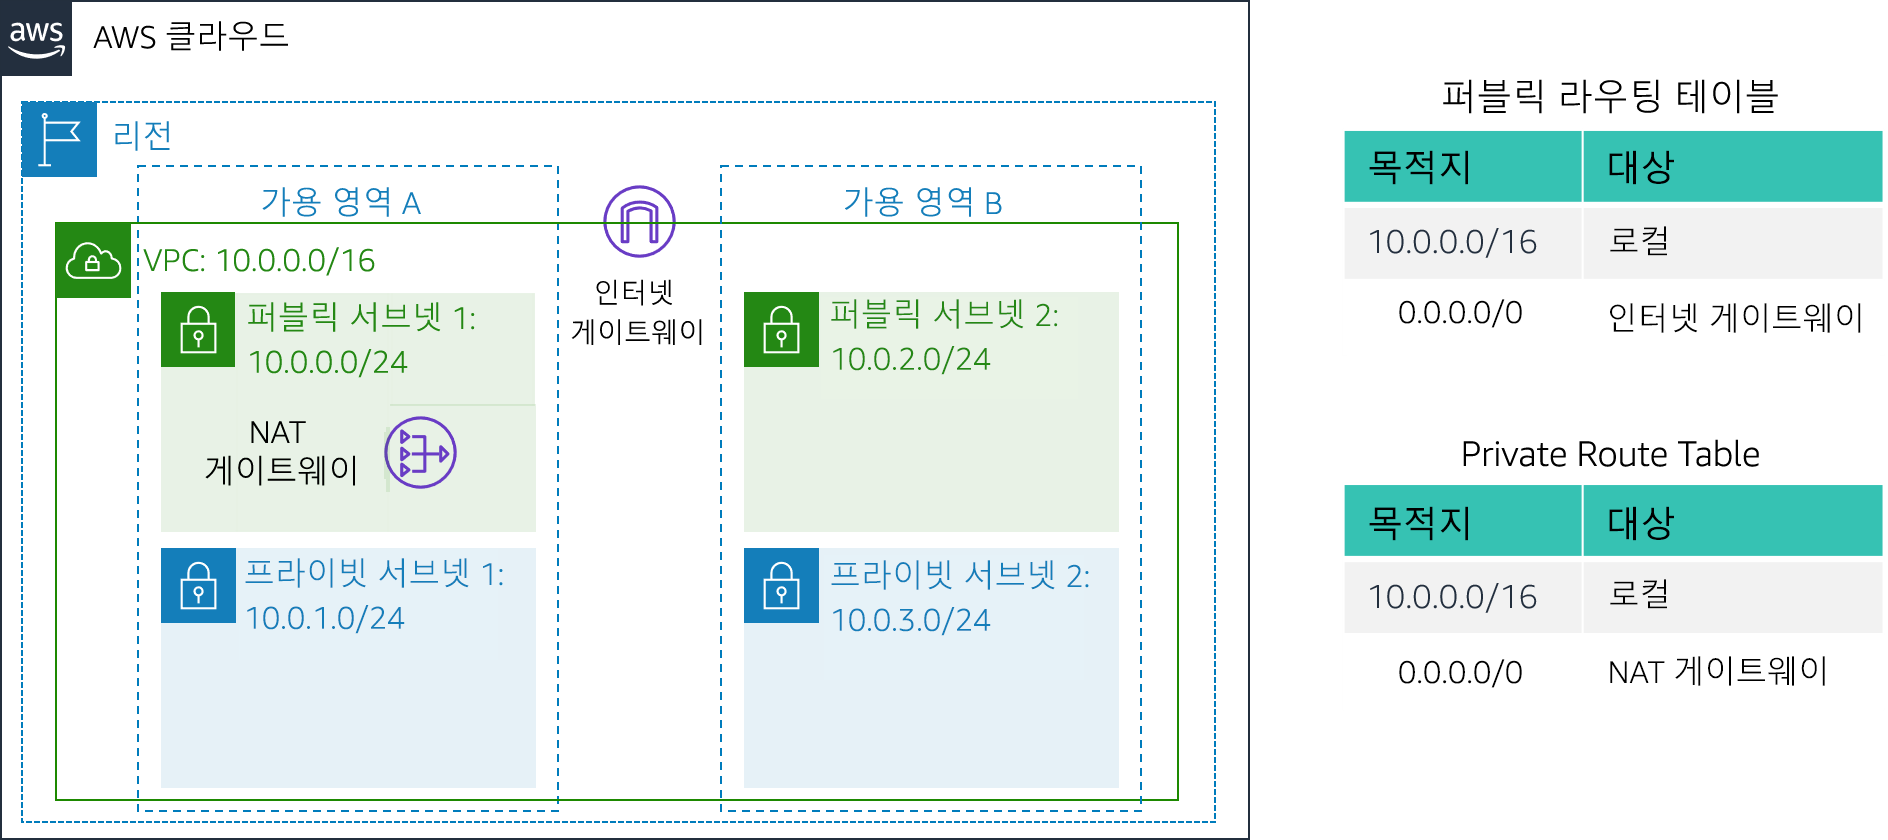 aws
AWS 클라우드
리전
가용 영역 A
가용 영역 B
VPC: 10.0.0.0/16
인터넷
게이트웨이
퍼블릭 서브넷 1:
10.0.0.0/24
NAT
게이트웨이
퍼블릭 서브넷 2:
10.0.2.0/24
프라이빗 서브넷 1:
10.0.1.0/24
프라이빗 서브넷 2:
10.0.3.0/24
퍼블릭 라우팅 테이블
목적지 대상
10.0.0.0/16 로컬
0.0.0.0/0 인터넷 게이트웨이
Private Route Table
목적지 대상
10.0.0.0/16 로컬
0.0.0.0/0 NAT 게이트웨이